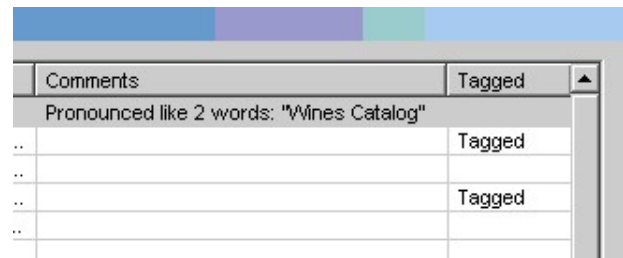 Comments Tagged
Pronounced like 2 words: "Wines Catalog"
.. Tagged
..
.. Tagged
..